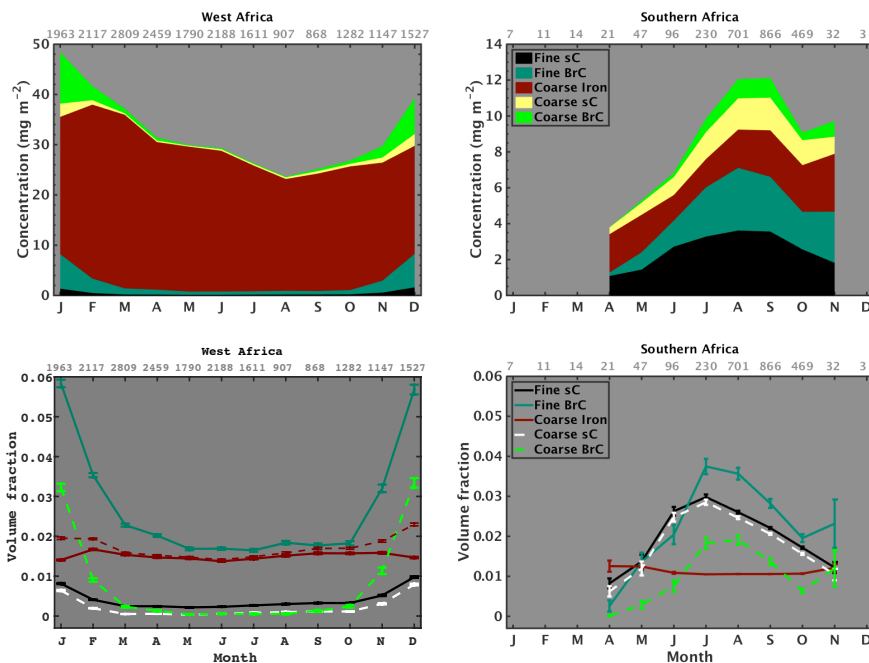 West Africa
1963 2117 2809 2459 1790 2188 1611 907 868 1282 1147 1527
50
40
30
20
10
0
Concentration (mg m⁻²)
J F M A M J J A S O N D
Southern Africa
7 11 14 21 47 96 230 701 866 469 32 3
14
12
10
8
6
4
2
0
Concentration (mg m⁻²)
Fine sC
Fine BrC
Coarse Iron
Coarse sC
Coarse BrC
J F M A M J J A S O N D
West Africa
1963 2117 2809 2459 1790 2188 1611 907 868 1282 1147 1527
0.06
0.05
0.04
0.03
0.02
0.01
0
Volume fraction
J F M A M J J A S O N D
Month
Southern Africa
7 11 14 21 47 96 230 701 866 469 32 3
0.06
0.05
0.04
0.03
0.02
0.01
0
Volume fraction
Fine sC
Fine BrC
Coarse Iron
Coarse sC
Coarse BrC
J F M A M J J A S O N D
Month